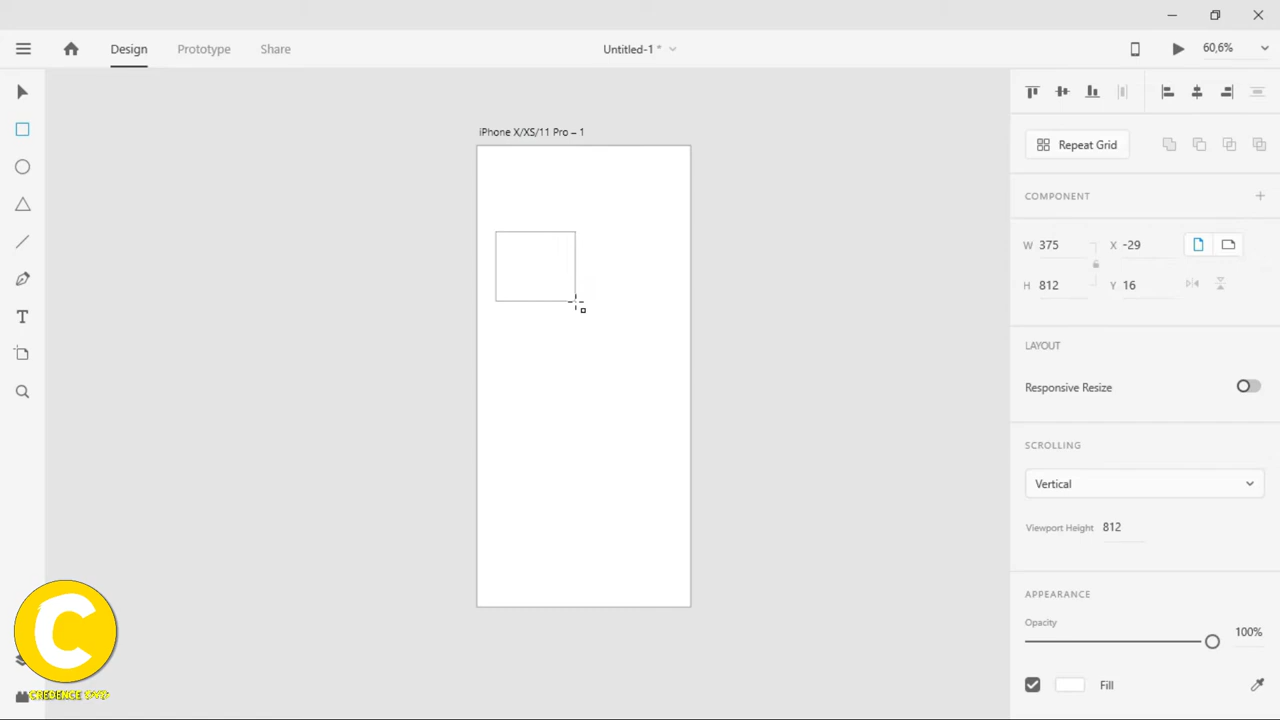 Design
Prototype
Share
Untitled-1 *
60,6%
iPhone X/XS/11 Pro – 1
Repeat Grid
COMPONENT
W 375
X -29
H 812
Y 16
LAYOUT
Responsive Resize
SCROLLING
Vertical
Viewport Height 812
APPEARANCE
Opacity
100%
Fill
C
CREDENCE